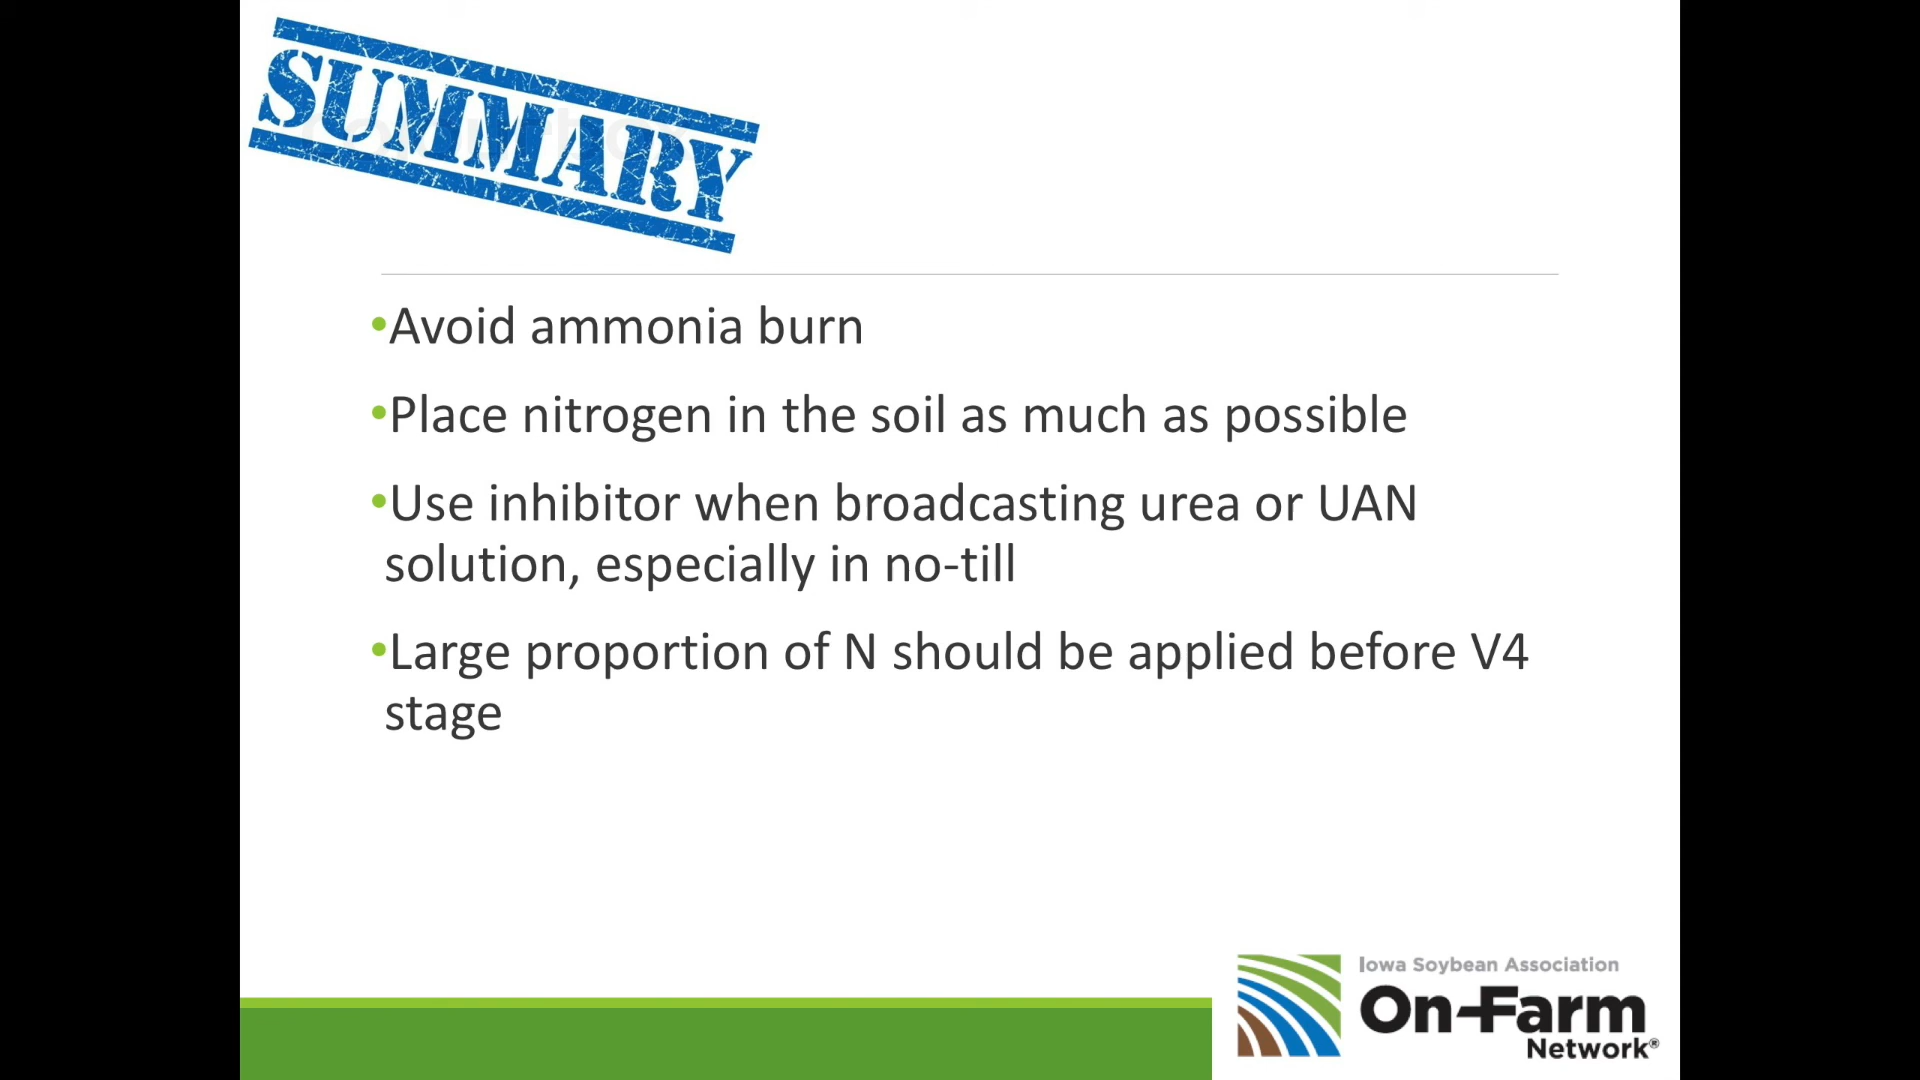 SUMMARY
•Avoid ammonia burn
•Place nitrogen in the soil as much as possible
•Use inhibitor when broadcasting urea or UAN
solution, especially in no-till
•Large proportion of N should be applied before V4
stage
Iowa Soybean Association
On-Farm
Network®